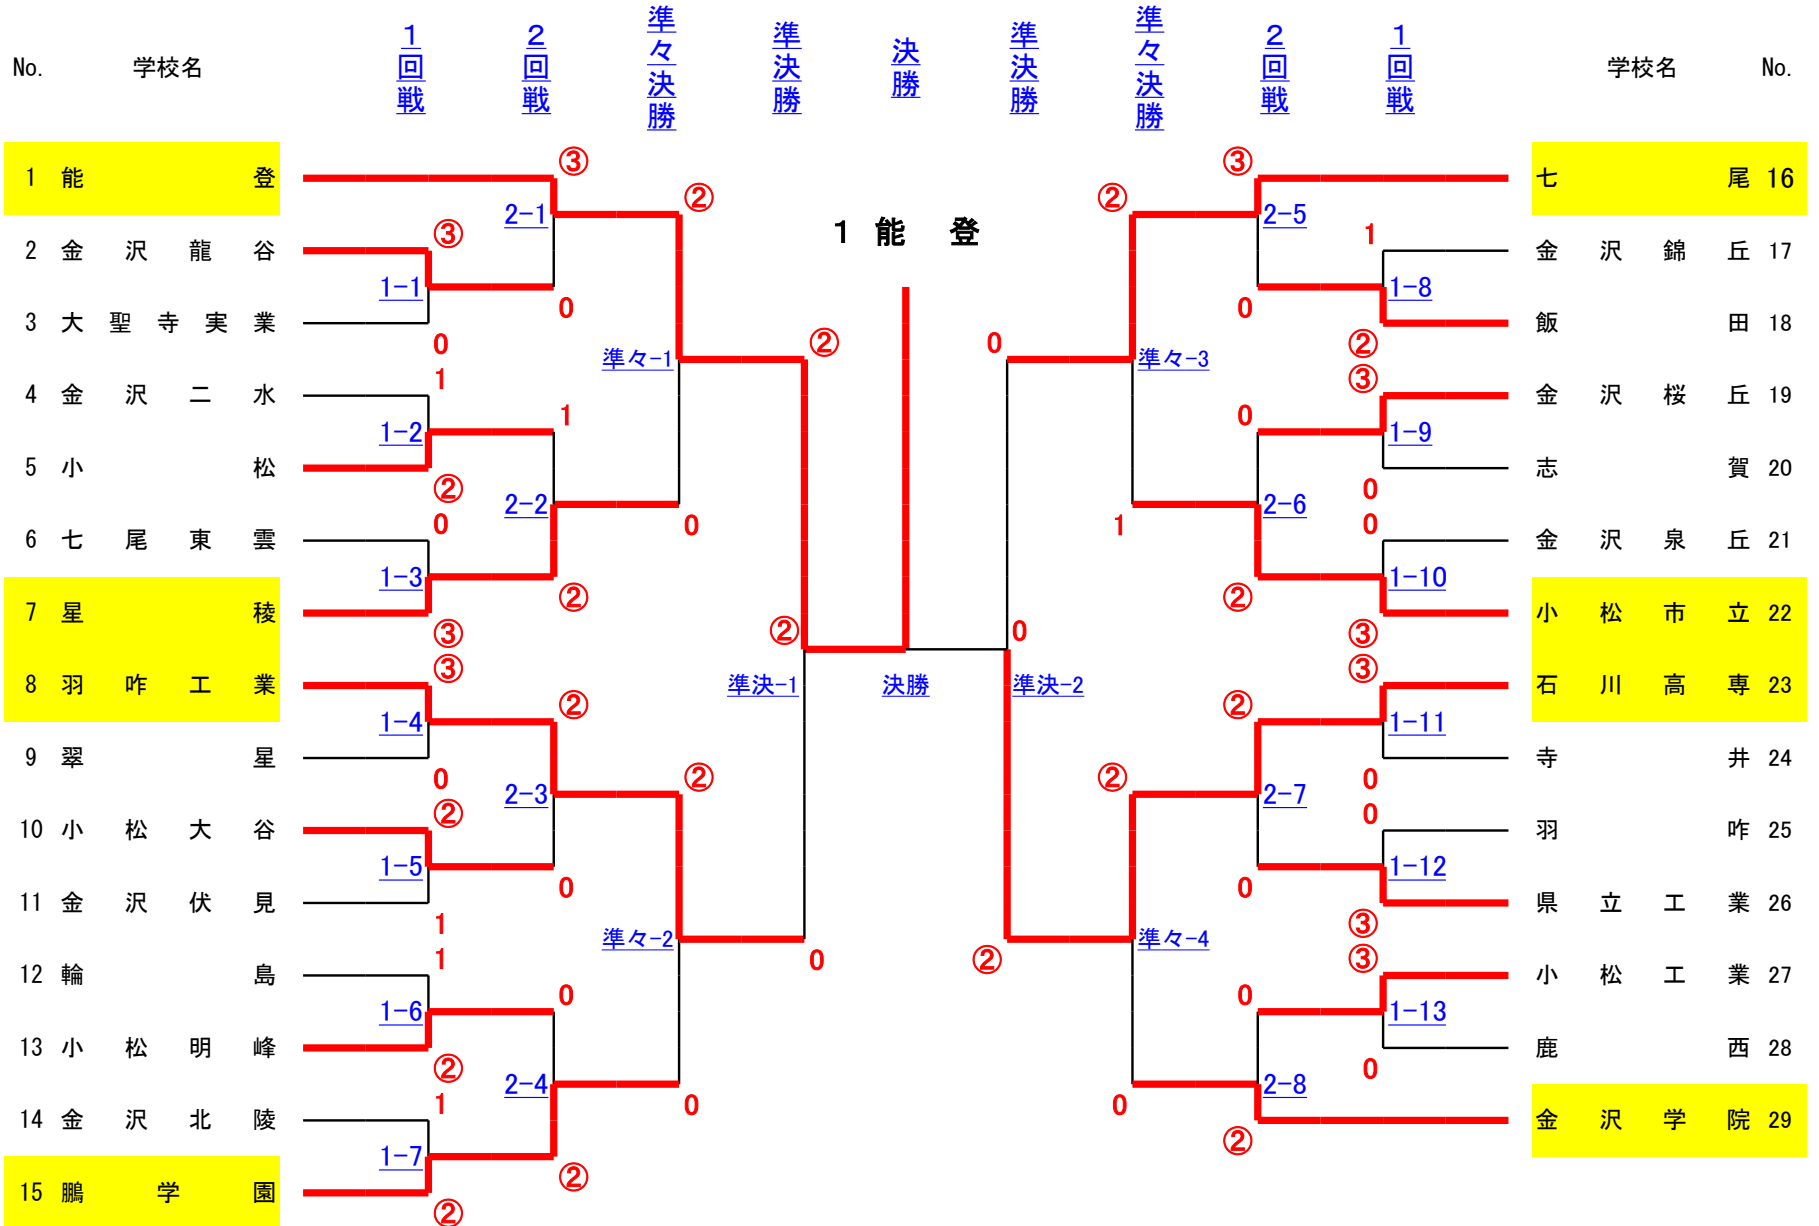 No. 学校名 1回戦 2回戦 準々決勝 準決勝 決勝 準決勝 準々決勝 2回戦 1回戦 学校名 No.
1 能登 ③ ② ② ③ 七尾 16
2-1 1 能登 2-5
2 金沢龍谷 ③ 1 金沢錦丘 17
1-1 0 0 1-8
3 大聖寺実業 0 ② 0 ② 飯田 18
準々-1 準々-3
4 金沢二水 1 1 0 ③ 金沢桜丘 19
1-2 1-9
5 小松 ② 0 志賀 20
2-2 0 1 2-6
6 七尾東雲 0 0 金沢泉丘 21
1-3 ② ② 1-10
7 星稜 ③ ② 0 ③ 小松市立 22
8 羽咋工業 ③ 準決-1 決勝 準決-2 ③ 石川高専 23
1-4 ② ② 1-11
9 翠星 0 0 寺井 24
2-3 ② ② 2-7
10 小松大谷 ② 0 羽咋 25
1-5 0 0 1-12
11 金沢伏見 1 ③ 県立工業 26
準々-2 0 ② 準々-4
12 輪島 1 ③ 小松工業 27
1-6 0 0 1-13
13 小松明峰 ② 0 鹿西 28
2-4 0 0 2-8
14 金沢北陵 1 ② 金沢学院 29
1-7 ②
15 鵬学園 ②